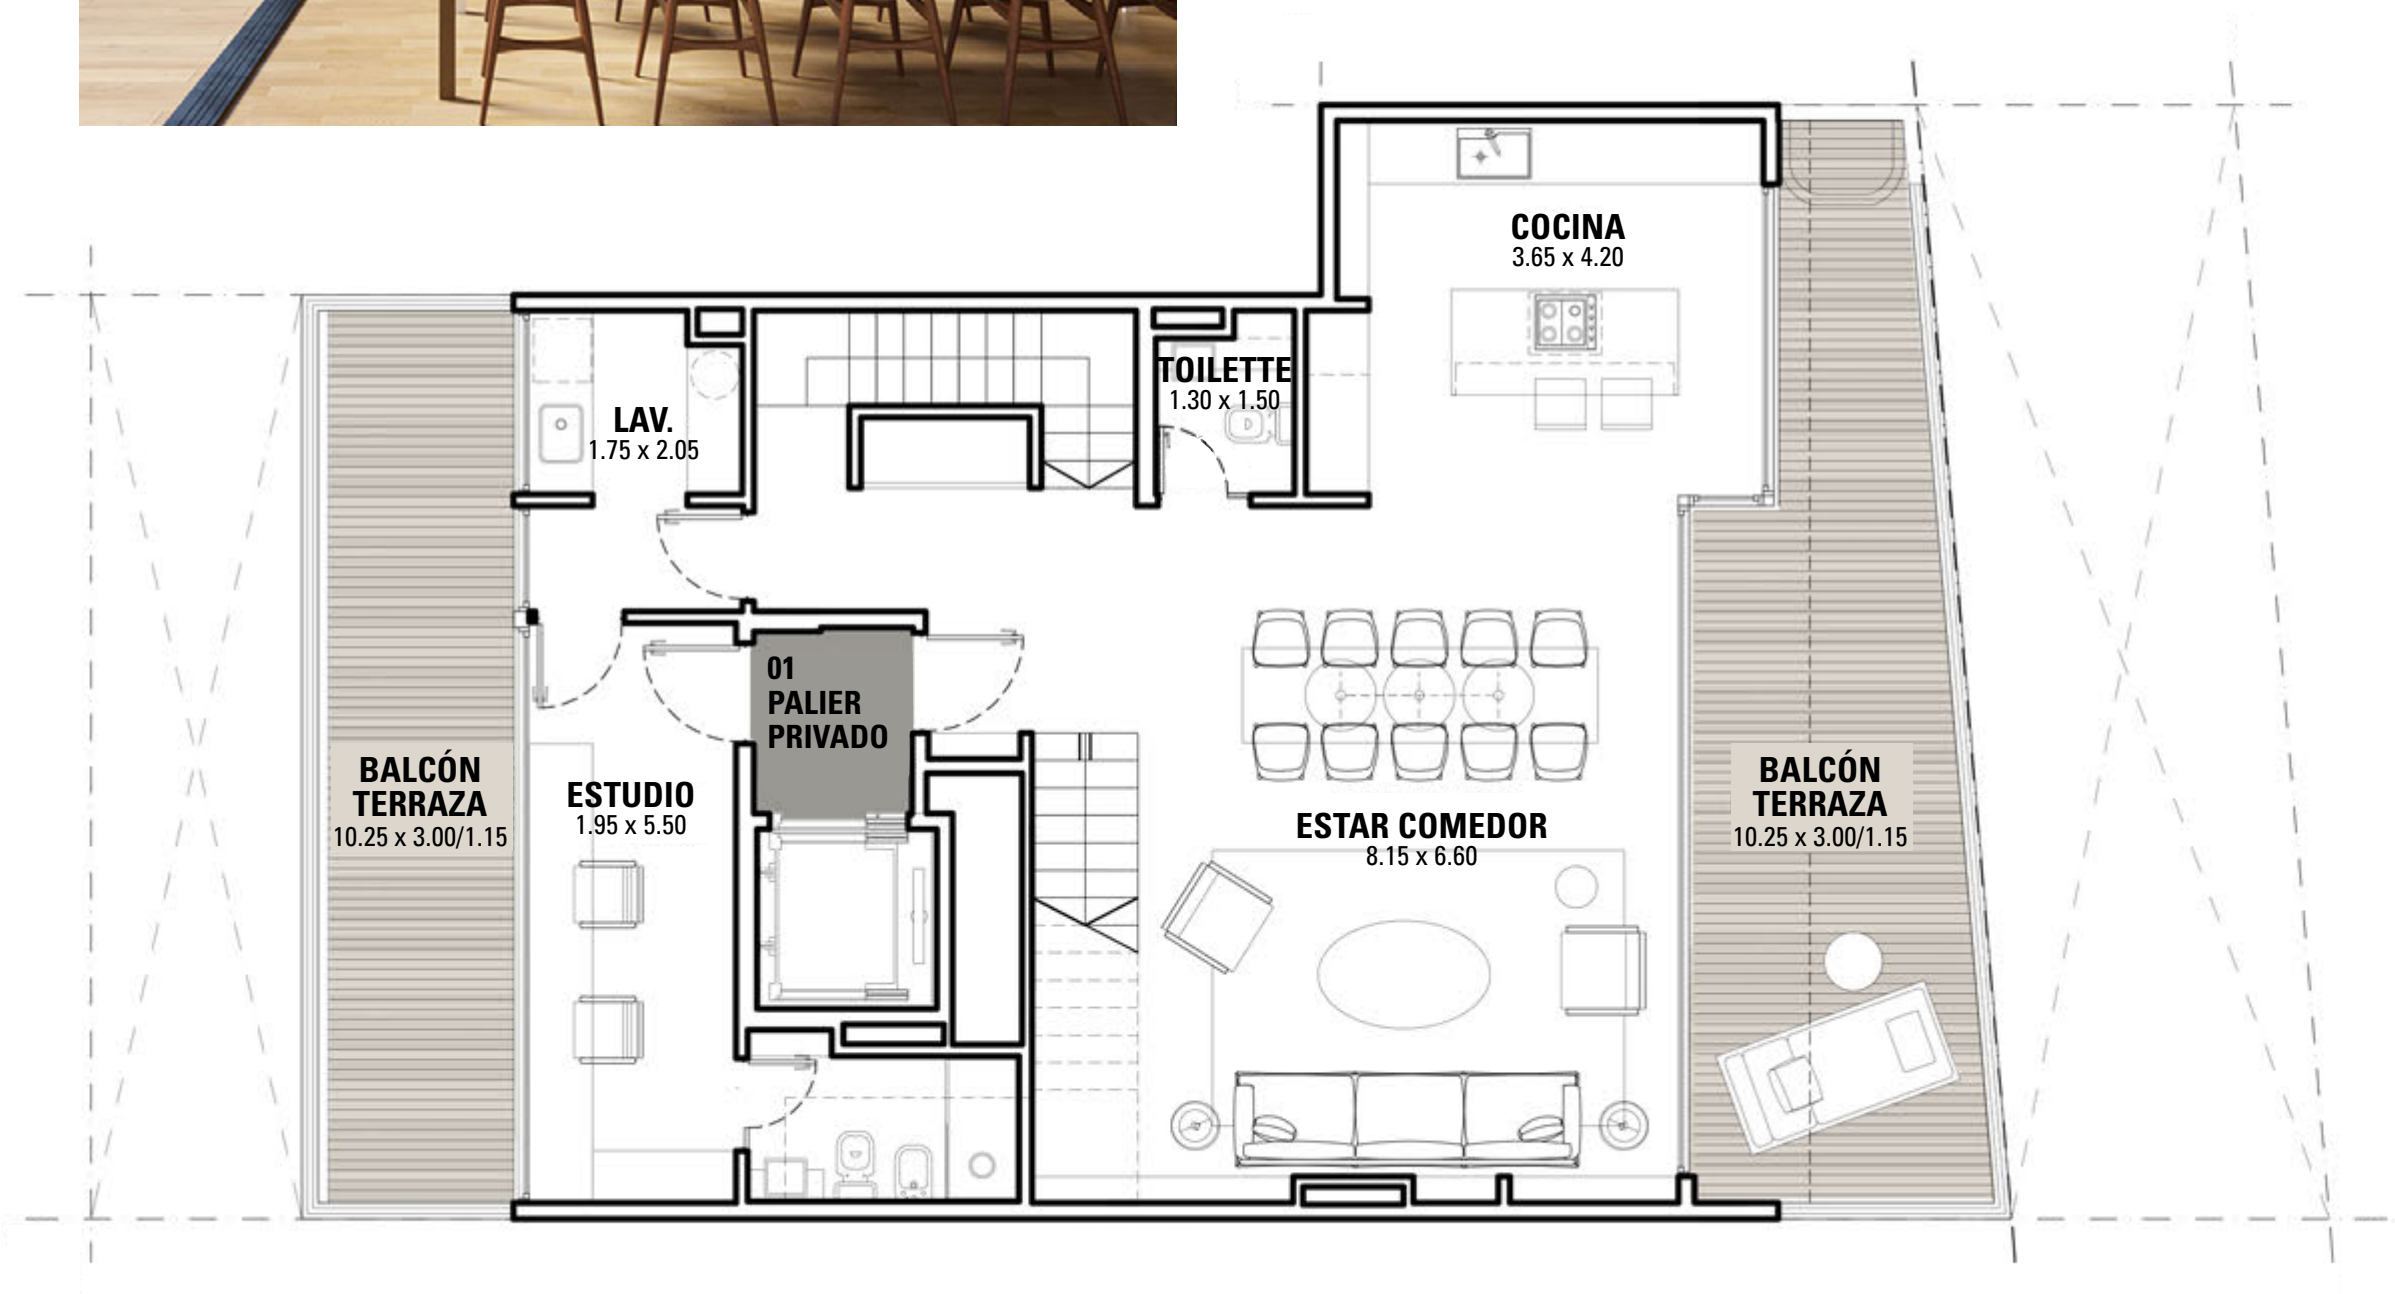 COCINA
3.65 x 4.20
TOILETTE
1.30 x 1.50
LAV.
1.75 x 2.05
01
PALIER
PRIVADO
BALCÓN
TERRAZA
10.25 x 3.00/1.15
ESTUDIO
1.95 x 5.50
ESTAR COMEDOR
8.15 x 6.60
BALCÓN
TERRAZA
10.25 x 3.00/1.15